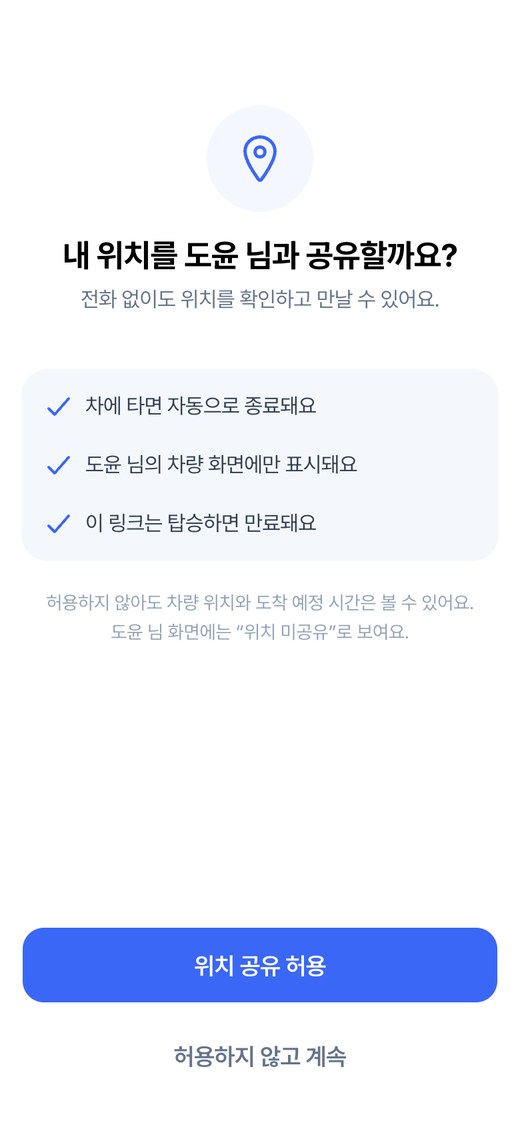 내 위치를 도윤 님과 공유할까요?
전화 없이도 위치를 확인하고 만날 수 있어요.
차에 타면 자동으로 종료돼요
도윤 님의 차량 화면에만 표시돼요
이 링크는 탑승하면 만료돼요
허용하지 않아도 차량 위치와 도착 예정 시간은 볼 수 있어요.
도윤 님 화면에는 “위치 미공유”로 보여요.
위치 공유 허용
허용하지 않고 계속